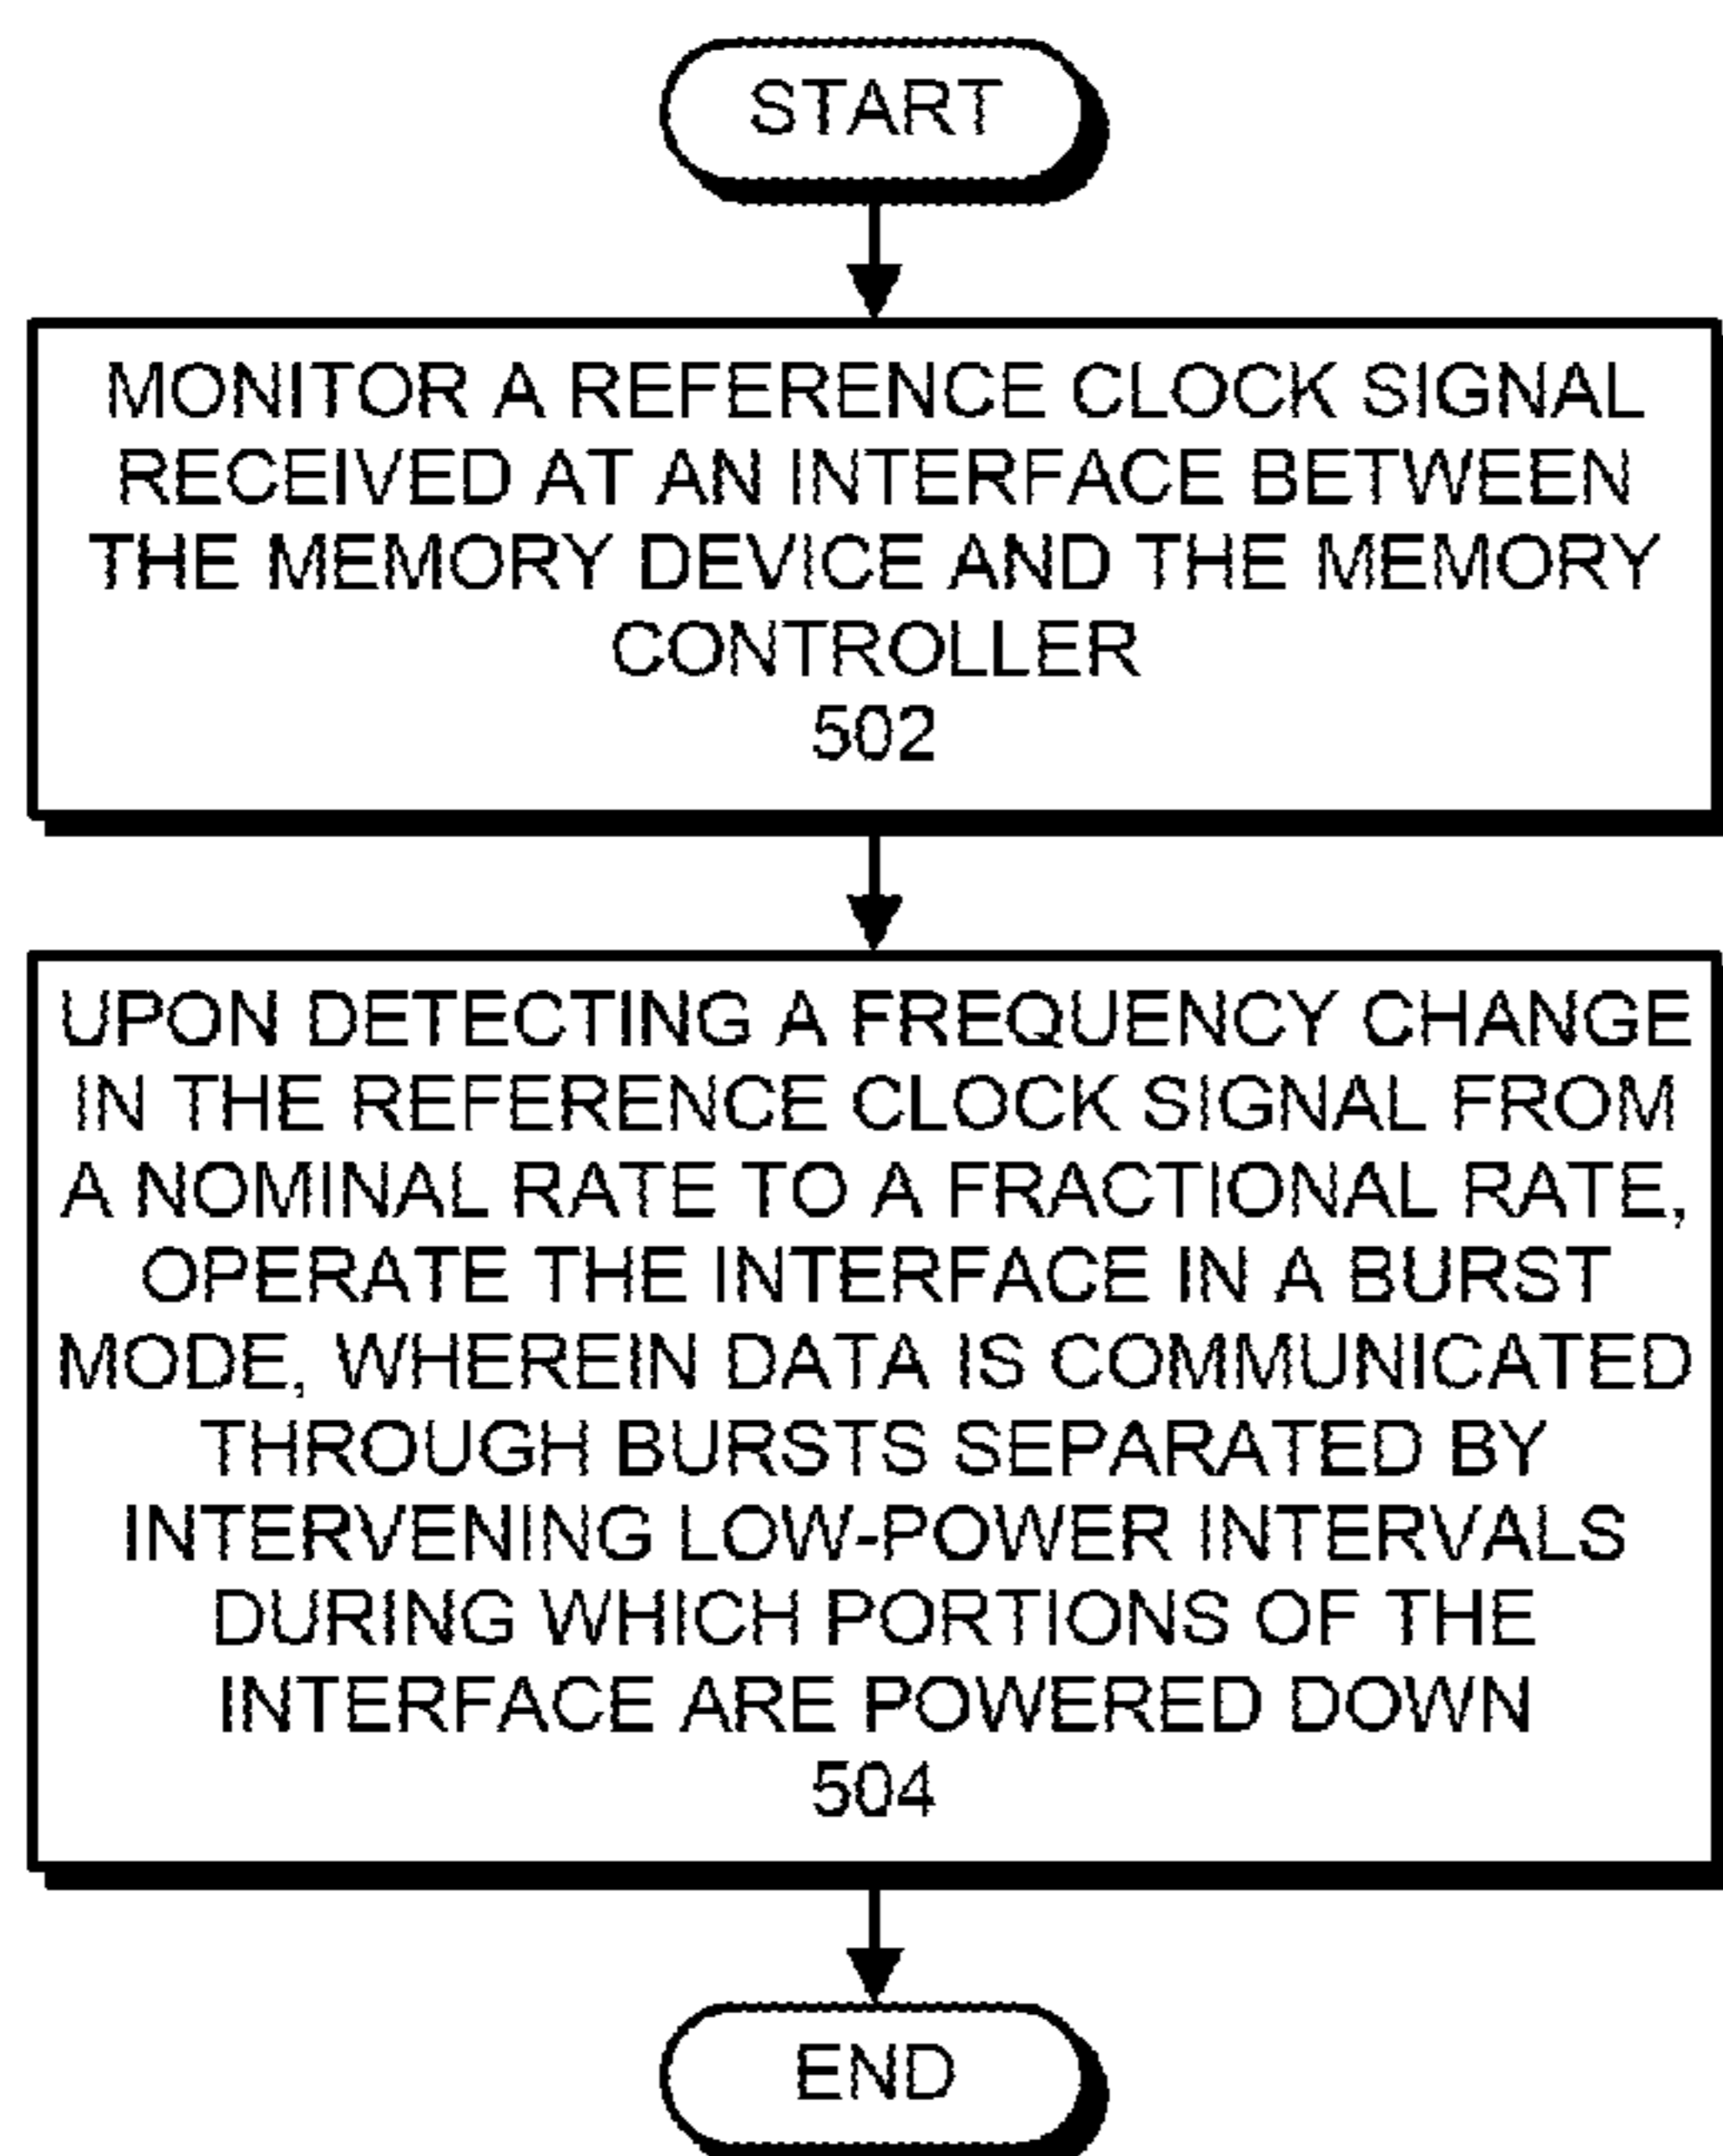 START
MONITOR A REFERENCE CLOCK SIGNAL
RECEIVED AT AN INTERFACE BETWEEN
THE MEMORY DEVICE AND THE MEMORY
CONTROLLER
502
UPON DETECTING A FREQUENCY CHANGE
IN THE REFERENCE CLOCK SIGNAL FROM
A NOMINAL RATE TO A FRACTIONAL RATE,
OPERATE THE INTERFACE IN A BURST
MODE, WHEREIN DATA IS COMMUNICATED
THROUGH BURSTS SEPARATED BY
INTERVENING LOW-POWER INTERVALS
DURING WHICH PORTIONS OF THE
INTERFACE ARE POWERED DOWN
504
END